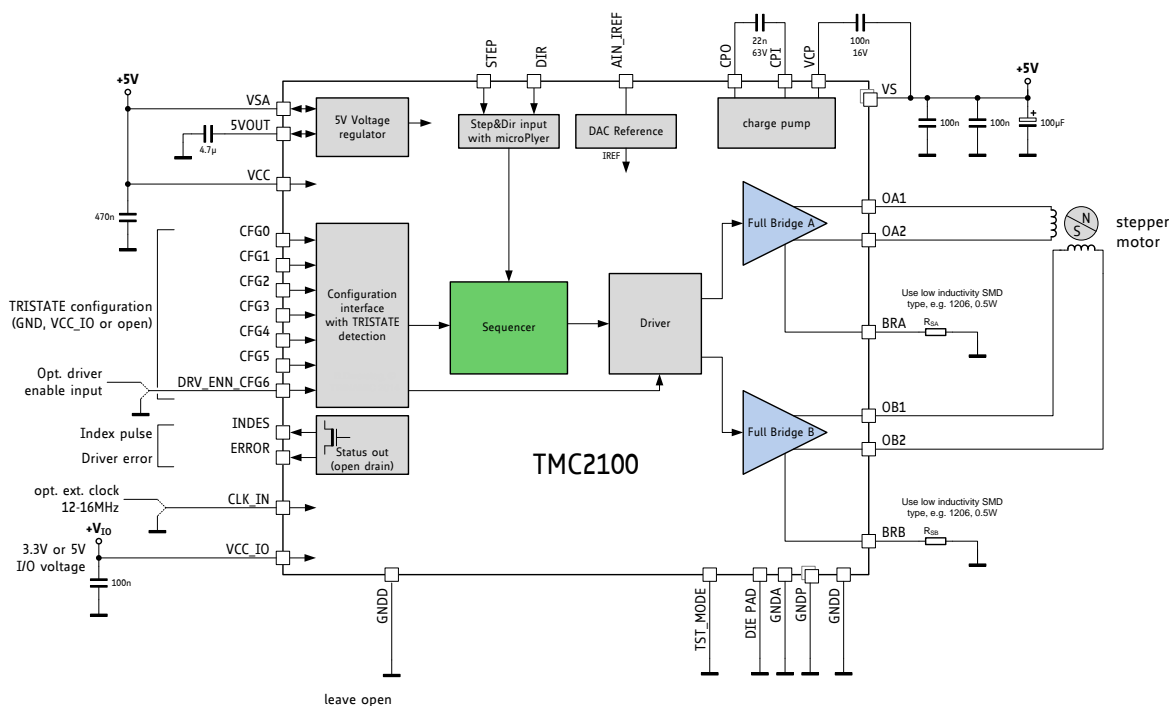 STEP
DIR
AIN_IREF
CPO
22n
63V
CPI
VCP
100n
16V
+5V
VSA
5VOUT
4.7µ
5V Voltage
regulator
Step&Dir input
with microPlyer
DAC Reference
IREF
charge pump
VS
+5V
100n
100n
+
100µF
VCC
470n
TRISTATE configuration
(GND, VCC_IO or open)
CFG0
CFG1
CFG2
CFG3
CFG4
CFG5
DRV_ENN_CFG6
Opt. driver
enable input
Configuration
interface
with TRISTATE
detection
Sequencer
Driver
Full Bridge A
Full Bridge B
OA1
OA2
N
S
stepper
motor
Use low inductivity SMD
type, e.g. 1206, 0.5W
BRA
RSA
OB1
OB2
Use low inductivity SMD
type, e.g. 1206, 0.5W
BRB
RSB
Index pulse
Driver error
INDES
ERROR
Status out
(open drain)
TMC2100
opt. ext. clock
12-16MHz
CLK_IN
+VIO
3.3V or 5V
I/O voltage
VCC_IO
100n
GNDD
TST_MODE
DIE PAD
GNDA
GNDP
GNDD
leave open